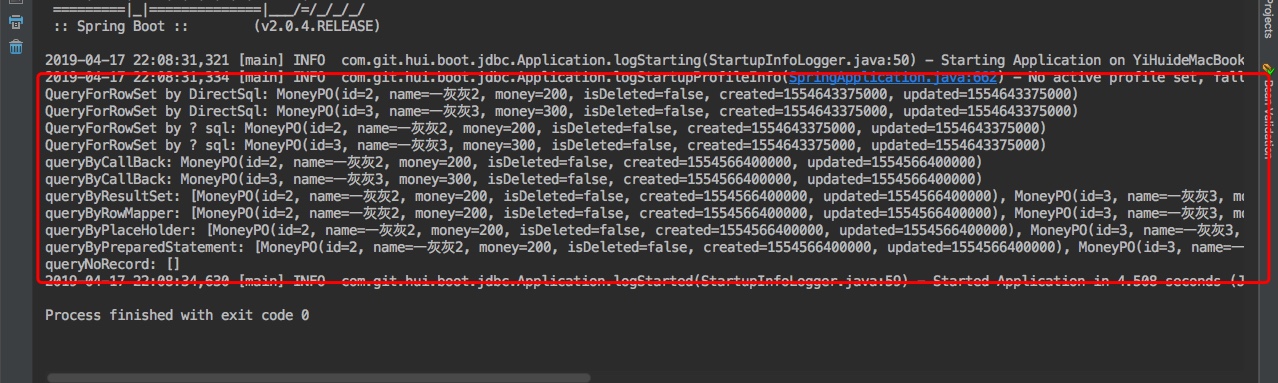 =========|_|==============|___/=/_/_/_/
:: Spring Boot ::        (v2.0.4.RELEASE)
2019-04-17 22:08:31,321 [main] INFO  com.git.hui.boot.jdbc.Application.logStarting(StartupInfoLogger.java:50) - Starting Application on YiHuideMacBook
2019-04-17 22:08:31,334 [main] INFO  com.git.hui.boot.jdbc.Application.logStartupProfileInfo(SpringApplication.java:662) - No active profile set, fall
QueryForRowSet by DirectSql: MoneyPO(id=2, name=一灰灰2, money=200, isDeleted=false, created=1554643375000, updated=1554643375000)
QueryForRowSet by DirectSql: MoneyPO(id=3, name=一灰灰3, money=300, isDeleted=false, created=1554643375000, updated=1554643375000)
QueryForRowSet by ? sql: MoneyPO(id=2, name=一灰灰2, money=200, isDeleted=false, created=1554643375000, updated=1554643375000)
QueryForRowSet by ? sql: MoneyPO(id=3, name=一灰灰3, money=300, isDeleted=false, created=1554643375000, updated=1554643375000)
queryByCallBack: MoneyPO(id=2, name=一灰灰2, money=200, isDeleted=false, created=1554566400000, updated=1554566400000)
queryByCallBack: MoneyPO(id=3, name=一灰灰3, money=300, isDeleted=false, created=1554566400000, updated=1554566400000)
queryByResultSet: [MoneyPO(id=2, name=一灰灰2, money=200, isDeleted=false, created=1554566400000, updated=1554566400000), MoneyPO(id=3, name=一灰灰3, mo
queryByRowMapper: [MoneyPO(id=2, name=一灰灰2, money=200, isDeleted=false, created=1554566400000, updated=1554566400000), MoneyPO(id=3, name=一灰灰3, mo
queryByPlaceHolder: [MoneyPO(id=2, name=一灰灰2, money=200, isDeleted=false, created=1554566400000, updated=1554566400000), MoneyPO(id=3, name=一灰灰3,
queryByPreparedStatement: [MoneyPO(id=2, name=一灰灰2, money=200, isDeleted=false, created=1554566400000, updated=1554566400000), MoneyPO(id=3, name=一
queryNoRecord: []
2019-04-17 22:08:34,630 [main] INFO  com.git.hui.boot.jdbc.Application.logStarted(StartupInfoLogger.java:59) - Started Application in 4.508 seconds (J
Process finished with exit code 0
Projects
Bean Validation